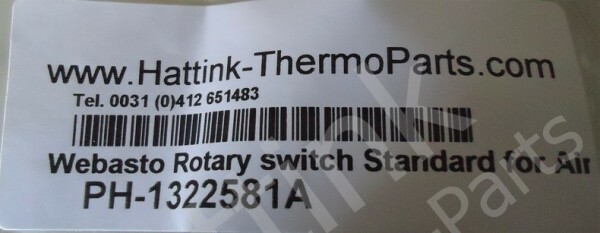 www.Hattink-ThermoParts.com
Tel. 0031 (0)412 651483
Webasto Rotary switch Standard for Air
PH-1322581A